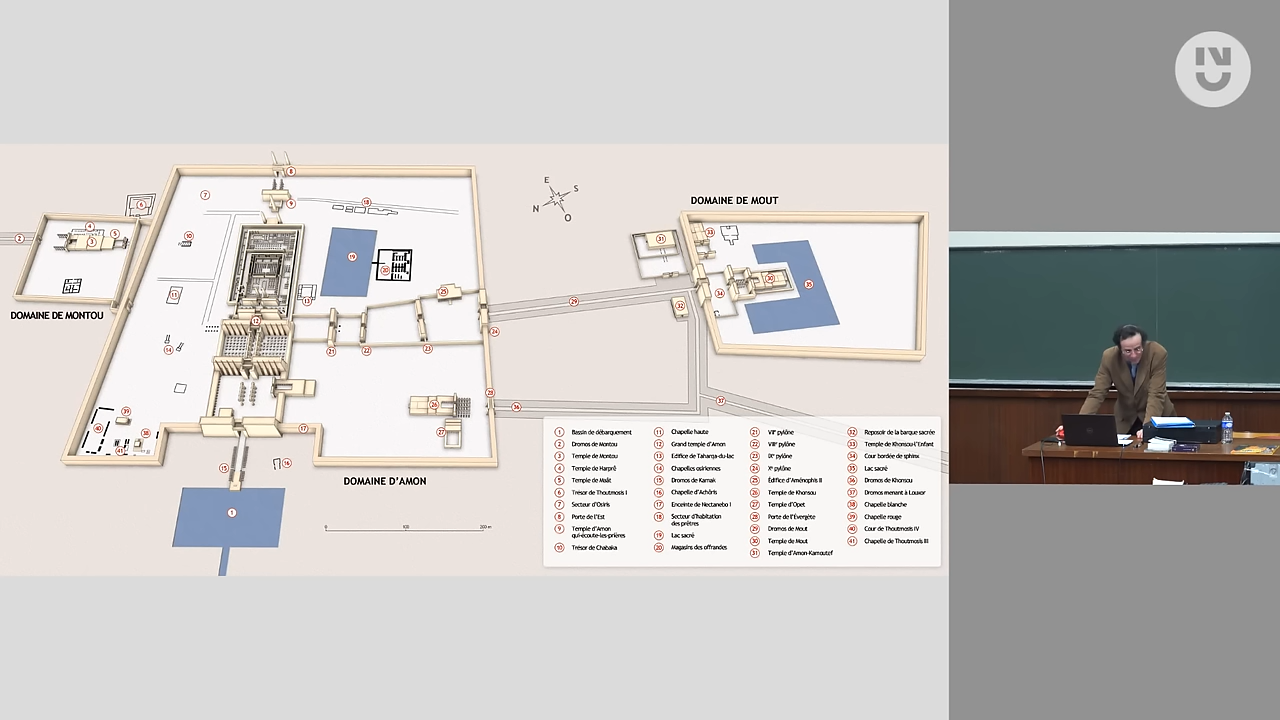 DOMAINE DE MONTOU
DOMAINE D'AMON
DOMAINE DE MOUT
E
S
N
O
0 100 200 m
1 Bassin de débarquement
2 Dromos de Montou
3 Temple de Montou
4 Temple de Harprê
5 Temple de Maât
6 Trésor de Thoutmosis I
7 Secteur d'Osiris
8 Porte de l'Est
9 Temple d'Amon
qui-écoute-les-prières
10 Trésor de Chabaka
11 Chapelle haute
12 Grand temple d'Amon
13 Edifice de Taharqa-du-lac
14 Chapelles osiriennes
15 Dromos de Karnak
16 Chapelle d'Achôris
17 Enceinte de Nectanebo I
18 Secteur d'habitation
des prêtres
19 Lac sacré
20 Magasins des offrandes
21 VIIe pylône
22 VIIIe pylône
23 IXe pylône
24 Xe pylône
25 Édifice d'Aménophis II
26 Temple de Khonsou
27 Temple d'Opet
28 Porte de l'Évergète
29 Dromos de Mout
30 Temple de Mout
31 Temple d'Amon-Kamoutef
32 Reposoir de la barque sacrée
33 Temple de Khonsou-l'Enfant
34 Cour bordée de sphinx
35 Lac sacré
36 Dromos de Khonsou
37 Dromos menant à Louxor
38 Chapelle blanche
39 Chapelle rouge
40 Cour de Thoutmosis IV
41 Chapelle de Thoutmosis III